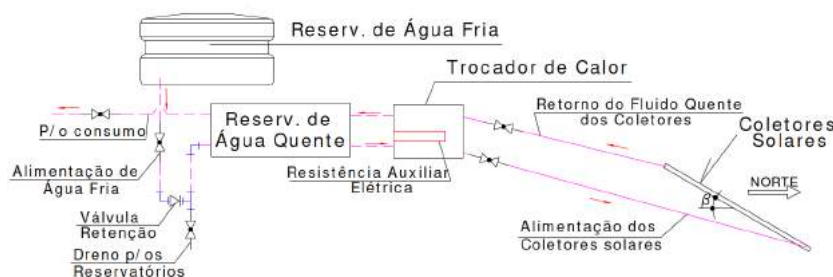 Reserv. de Água Fria
Trocador de Calor
Retorno do Fluido Quente
dos Coletores
Coletores
Solares
P/ o consumo
Reserv. de
Água Quente
NORTE
β
Alimentação de
Água Fria
Resistência Auxiliar
Elétrica
Válvula
Retenção
Alimentação dos
Coletores solares
Dreno p/ os
Reservatórios